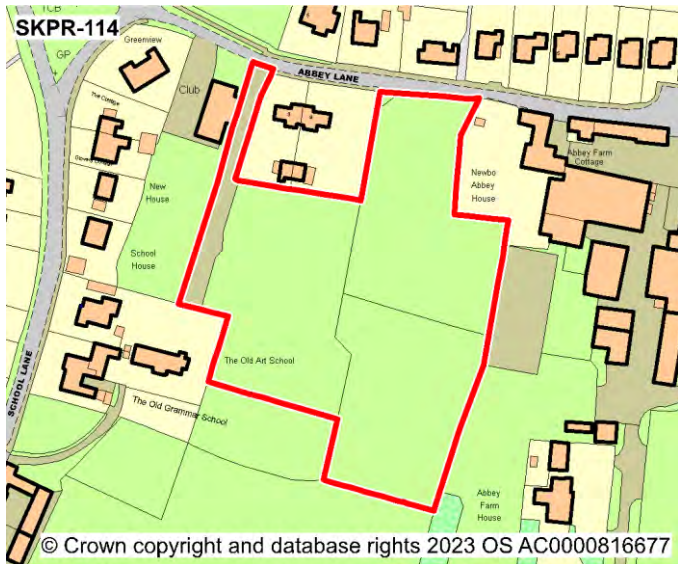 TCB
SKPR-114
Greenview
GP
ABBEY LANE
Club
The Cottage
Abbey Farm
Cottage
New
House
Newbo
Abbey
House
School
House
The Old Art School
SCHOOL LANE
The Old Grammar School
Abbey
Farm
House
© Crown copyright and database rights 2023 OS AC0000816677